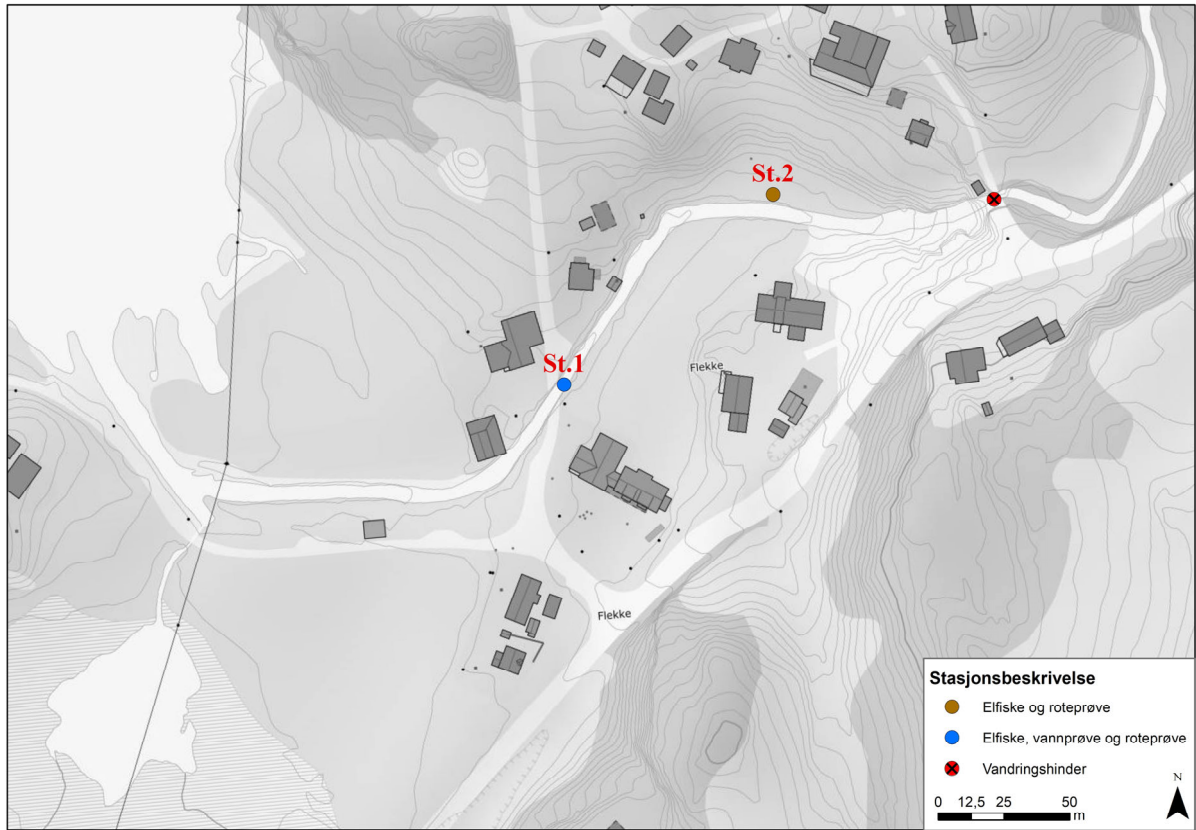 St.2
St.1
Flekke
Flekke
Stasjonsbeskrivelse
Elfiske og roteprøve
Elfiske, vannprøve og roteprøve
Vandringshinder
N
0 12,5 25 50
m